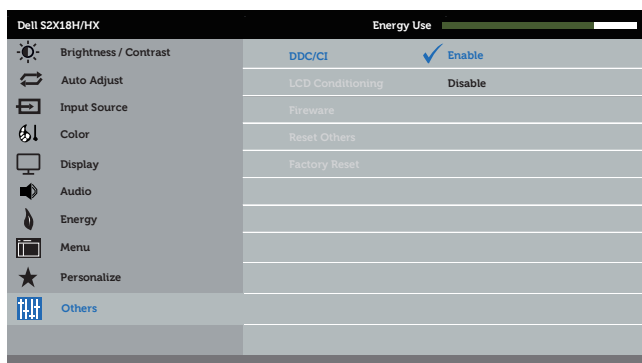 Dell S2X18H/HX Energy Use
Brightness / Contrast DDC/CI Enable
Auto Adjust LCD Conditioning Disable
Input Source Fireware
Color Reset Others
Display Factory Reset
Audio
Energy
Menu
Personalize
Others